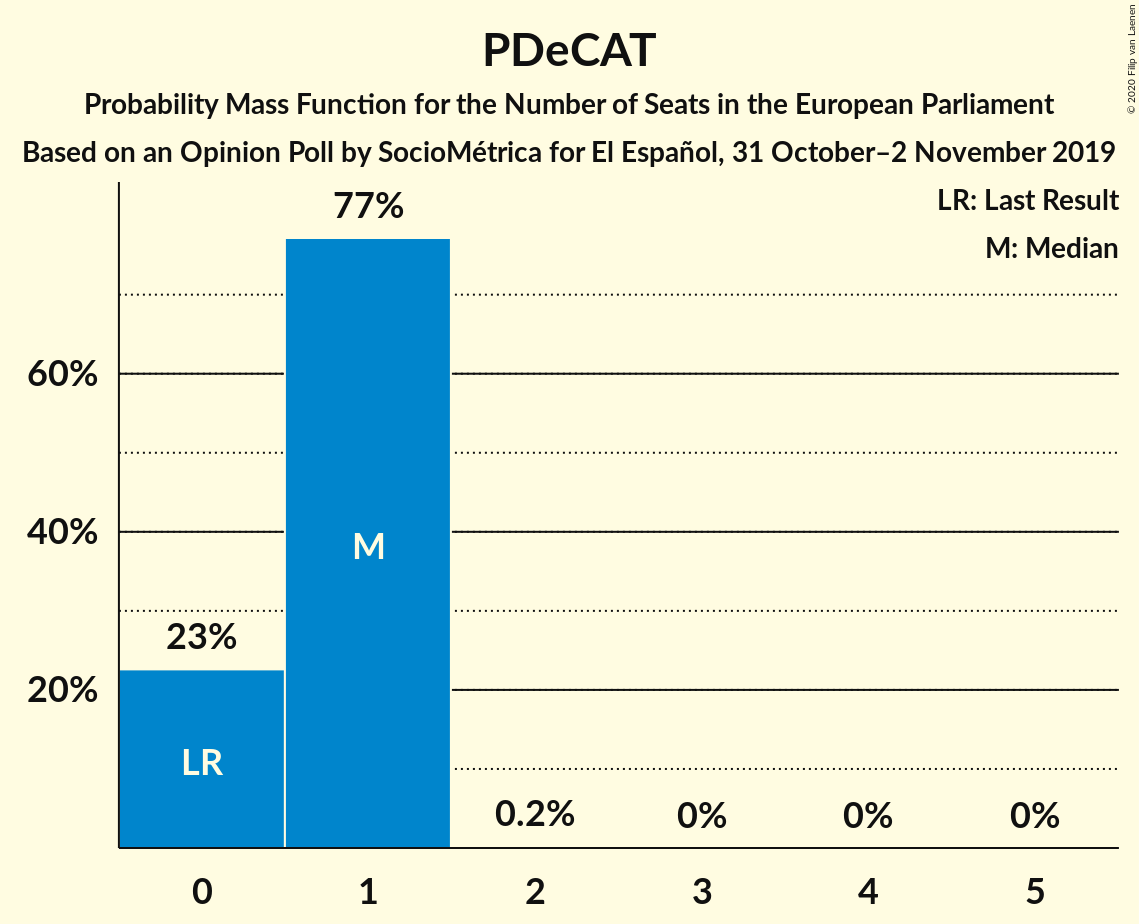 PDeCAT
Probability Mass Function for the Number of Seats in the European Parliament
Based on an Opinion Poll by SocioMétrica for El Español, 31 October–2 November 2019
© 2020 Filip van Laenen
LR: Last Result
M: Median
77%
60%
40%
M
23%
20%
LR
0.2%
0%
0%
0%
0
1
2
3
4
5